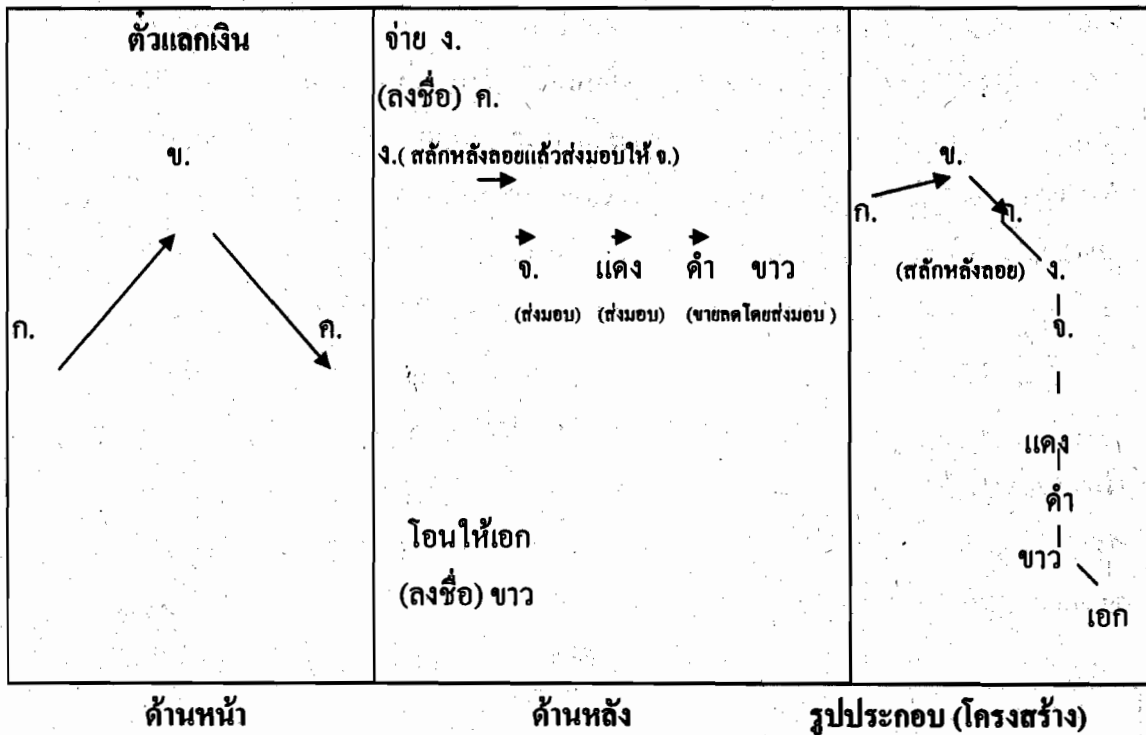 ตั๋วแลกเงิน
ข.
ก.
ค.
จ่าย ง.
(ลงชื่อ) ค.
ง.( สลักหลังลอยแล้วส่งมอบให้ จ.)
จ. แดง ดำ ขาว
(ส่งมอบ) (ส่งมอบ) (ขายลดโดยส่งมอบ )
โอนให้เอก
(ลงชื่อ) ขาว
ข.
ก.
ค.
(สลักหลังลอย) ง.
จ.
แดง
ดำ
ขาว
เอก
ด้านหน้า
ด้านหลัง
รูปประกอบ (โครงสร้าง)